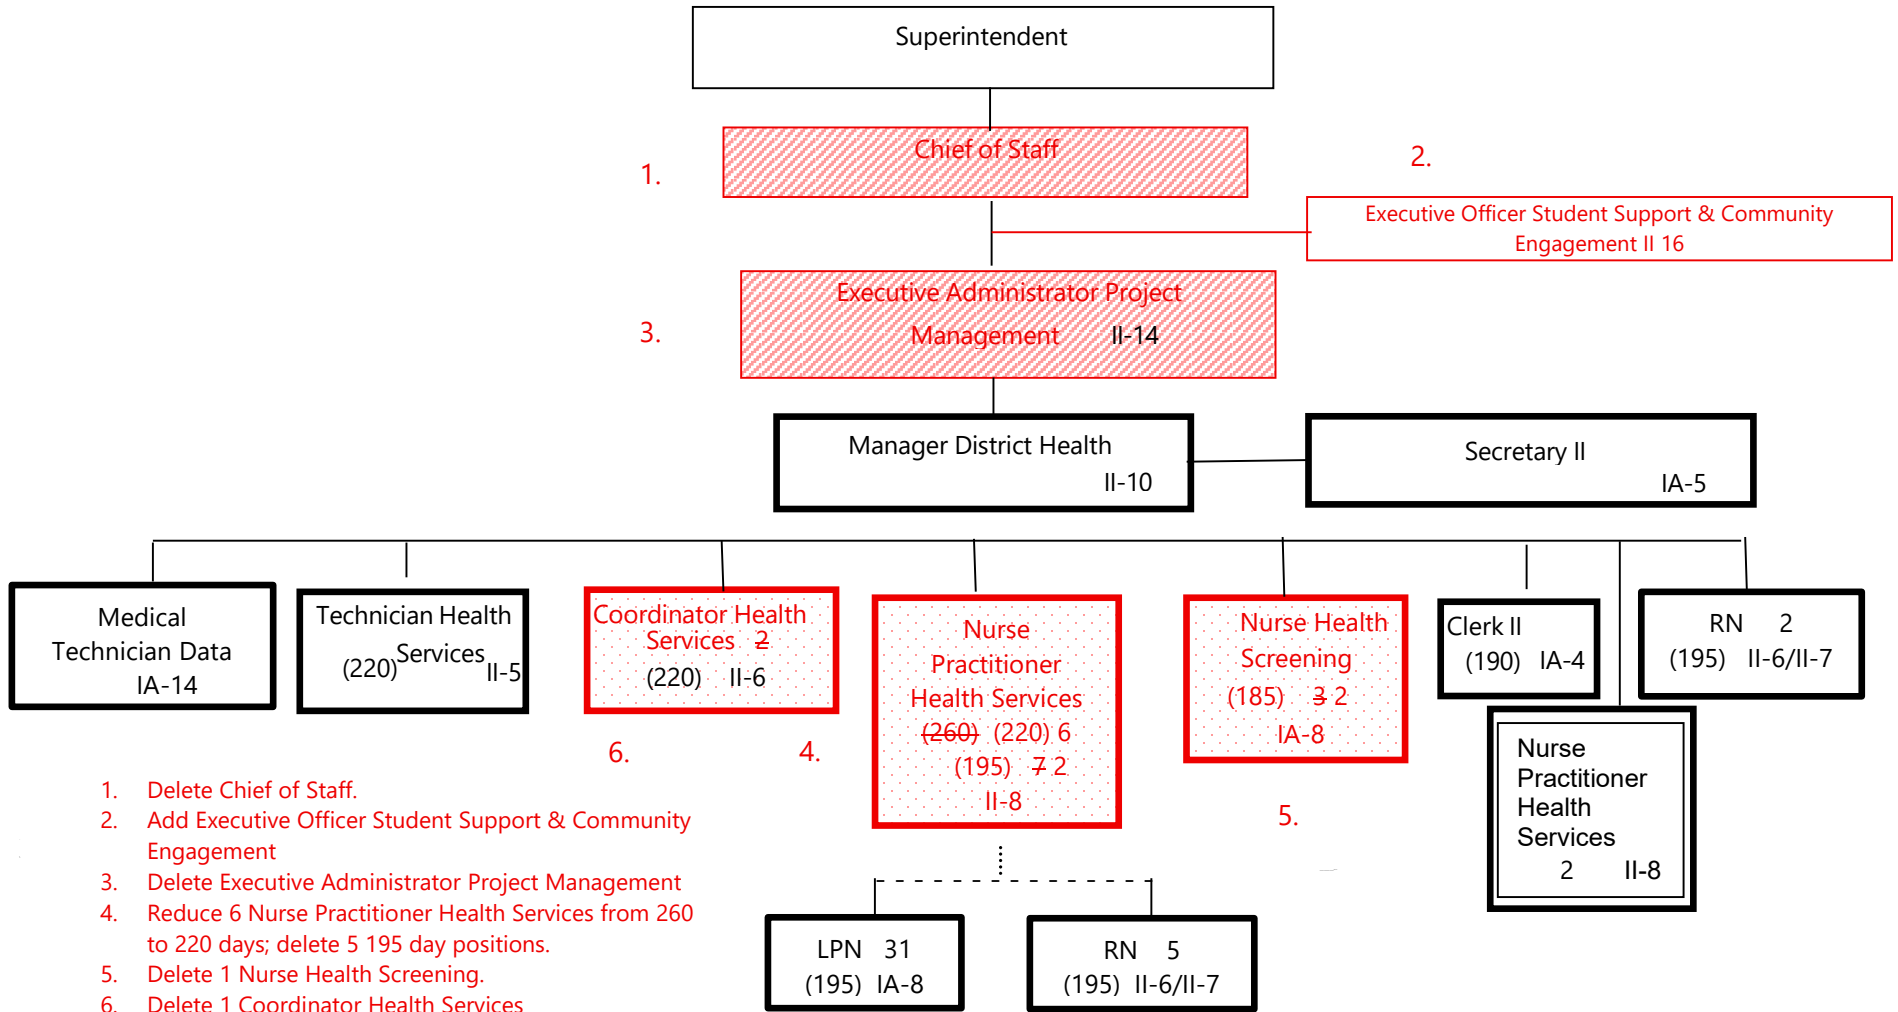 Superintendent
Chief of Staff
1.
2.
Executive Officer Student Support & Community
Engagement II 16
Executive Administrator Project
Management II-14
3.
Manager District Health
II-10
Secretary II
IA-5
Medical
Technician Data
IA-14
Technician Health
Services
(220) II-5
Coordinator Health
Services 2
(220) II-6
Nurse
Practitioner
Health Services
(260) (220) 6
(195) 7 2
II-8
Nurse Health
Screening
(185) 3 2
IA-8
Clerk II
(190) IA-4
RN 2
(195) II-6/II-7
Nurse
Practitioner
Health
Services
2 II-8
6.
4.
5.
1. Delete Chief of Staff.
2. Add Executive Officer Student Support & Community
Engagement
3. Delete Executive Administrator Project Management
4. Reduce 6 Nurse Practitioner Health Services from 260
to 220 days; delete 5 195 day positions.
5. Delete 1 Nurse Health Screening.
6. Delete 1 Coordinator Health Services
LPN 31
(195) IA-8
RN 5
(195) II-6/II-7